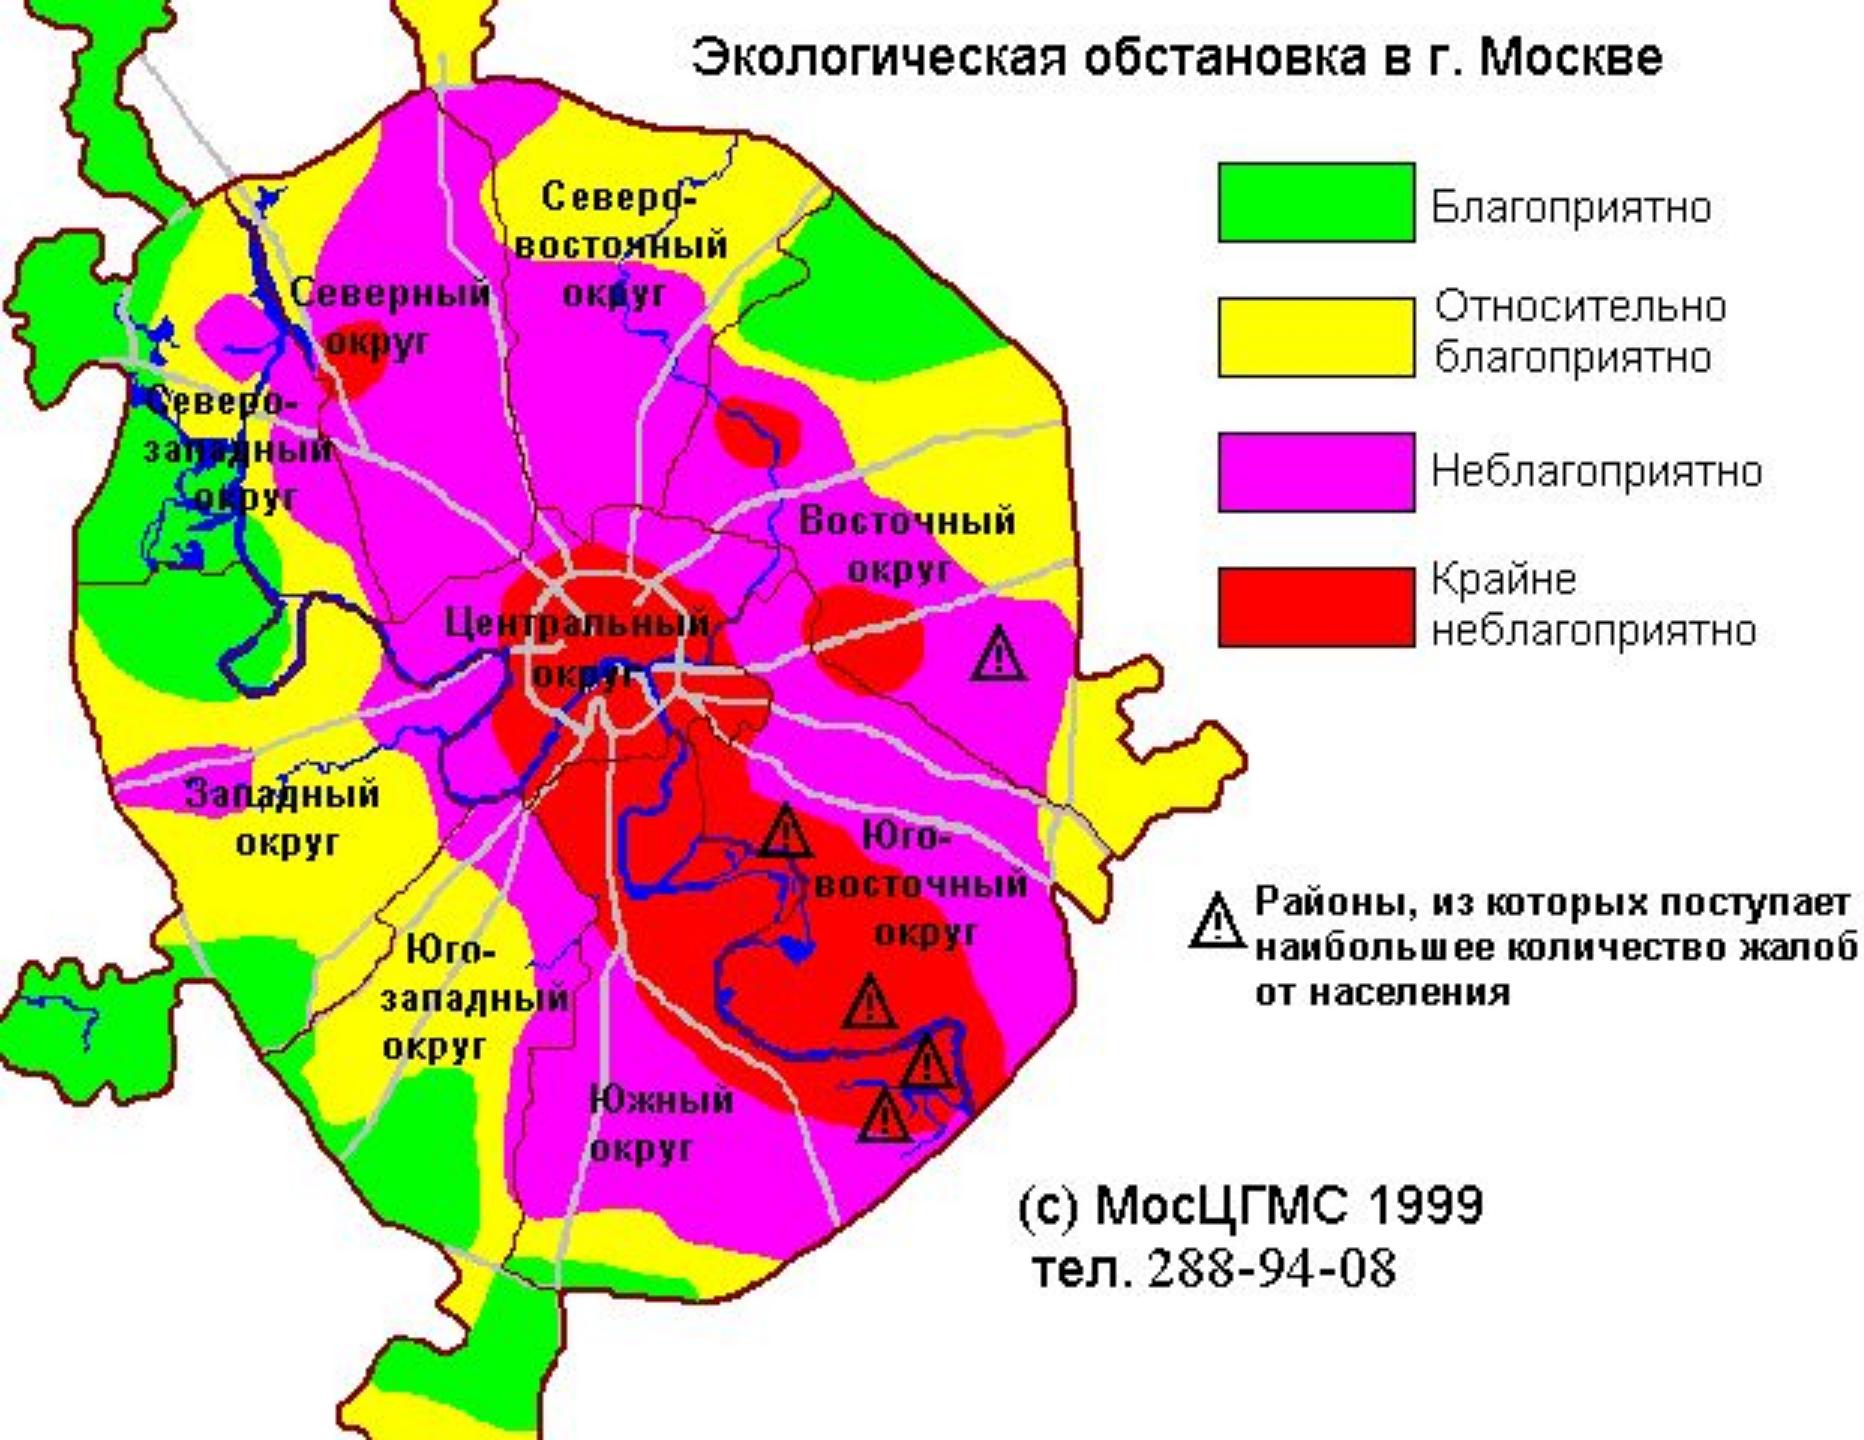 Экологическая обстановка в г. Москве
Благоприятно
Относительно
благоприятно
Неблагоприятно
Крайне
неблагоприятно
Северо-
восточный
округ
Северный
округ
Северо-
западный
округ
Восточный
округ
Центральный
округ
Западный
округ
Юго-
восточный
округ
Юго-
западный
округ
Южный
округ
Районы, из которых поступает
наибольшее количество жалоб
от населения
(с) МосЦГМС 1999
тел. 288-94-08